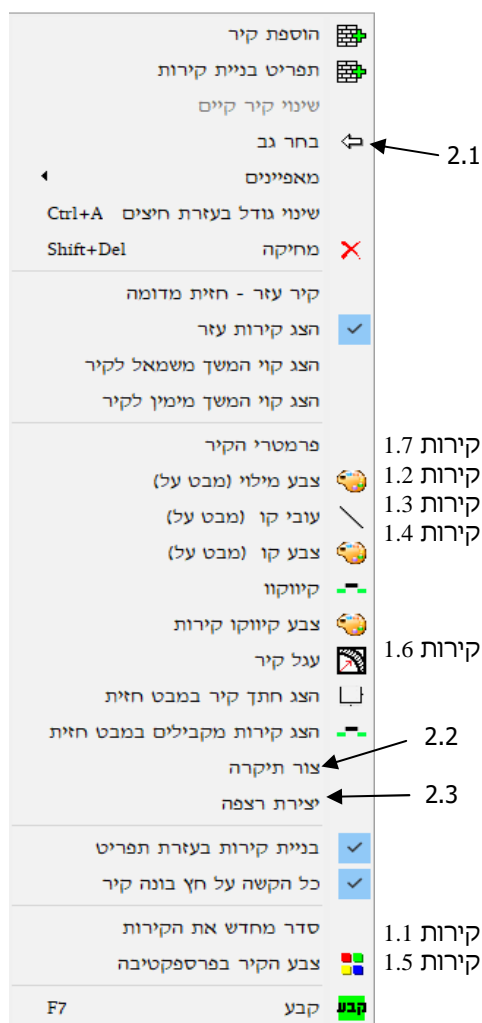 הוספת קיר
תפריט בניית קירות
שינוי קיר קיים
בחר גב
2.1
מאפיינים
שינוי גודל בעזרת חיצים Ctrl+A
מחיקה Shift+Del
קיר עזר - חזית מדומה
הצג קירות עזר
הצג קוי המשך משמאל לקיר
הצג קוי המשך מימין לקיר
פרמטרי הקיר
קירות 1.7
צבע מילוי (מבט על)
קירות 1.2
עובי קו (מבט על)
קירות 1.3
צבע קו (מבט על)
קירות 1.4
קיווקוו
צבע קיווקו קירות
עגל קיר
קירות 1.6
הצג חתך קיר במבט חזית
הצג קירות מקבילים במבט חזית
צור תיקרה
2.2
יצירת רצפה
2.3
בניית קירות בעזרת תפריט
כל הקשה על חץ בונה קיר
סדר מחדש את הקירות
קירות 1.1
צבע הקיר בפרספקטיבה
קירות 1.5
קבע
קבע F7